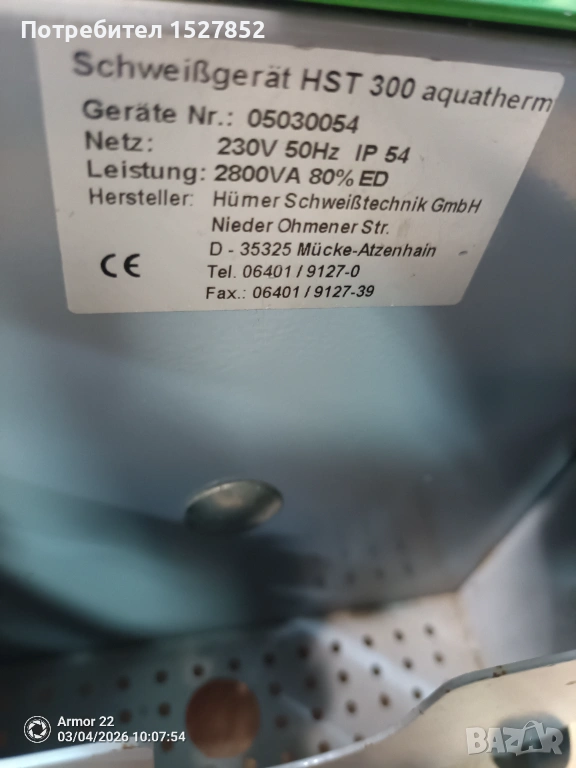 Потребител 1527852
Schweißgerät HST 300 aquatherm
Geräte Nr.: 05030054
Netz: 230V 50Hz IP 54
Leistung: 2800VA 80% ED
Hersteller: Hürner Schweißtechnik GmbH
Nieder Ohmener Str.
D - 35325 Mücke-Atzenhain
CE
Tel. 06401 / 9127-0
Fax.: 06401 / 9127-39
Armor 22
03/04/2026 10:07:54
BAZAR